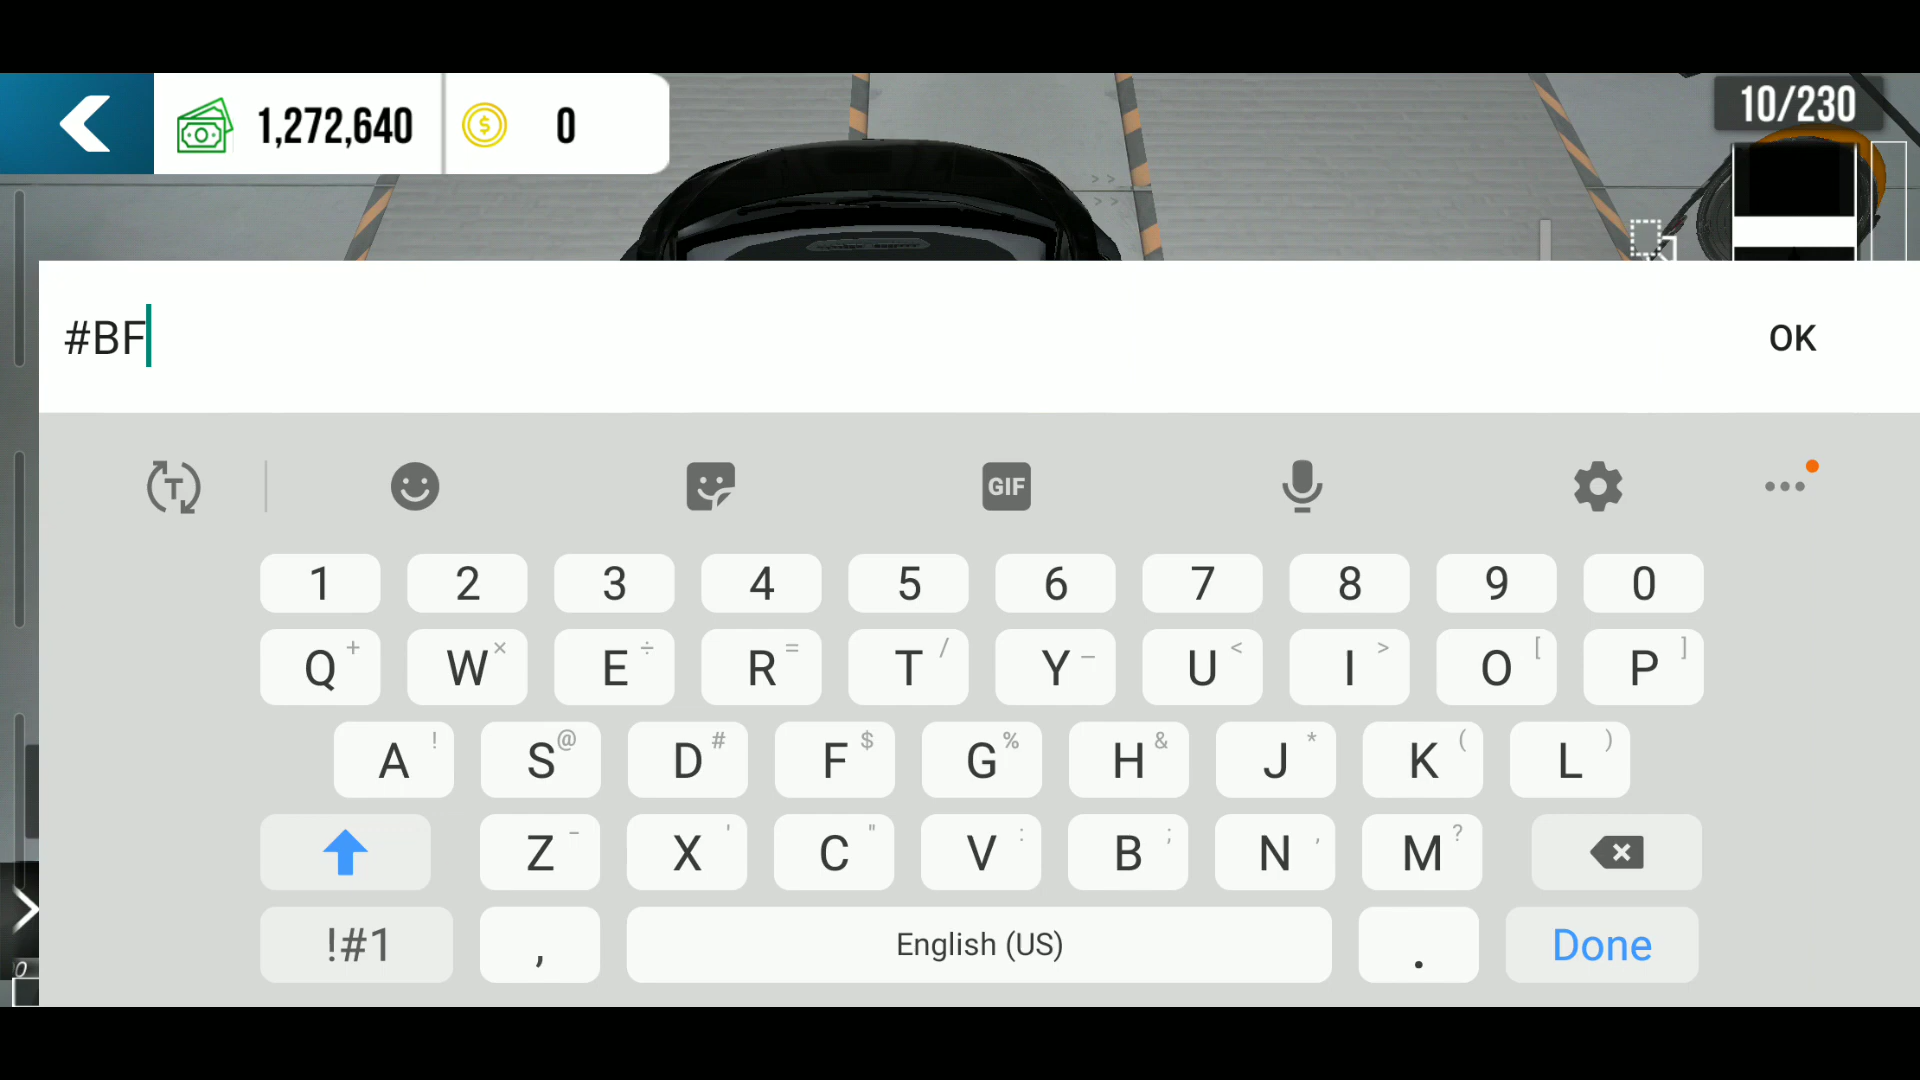 1,272,640 0 10/230
#BF OK
T GIF
1 2 3 4 5 6 7 8 9 0
Q + W × E ÷ R = T / Y _ U < I > O [ P ]
A ! S @ D # F $ G % H & J * K ( L )
Z - X ' C " V : B ; N , M ?
!#1 , English (US) . Done
0